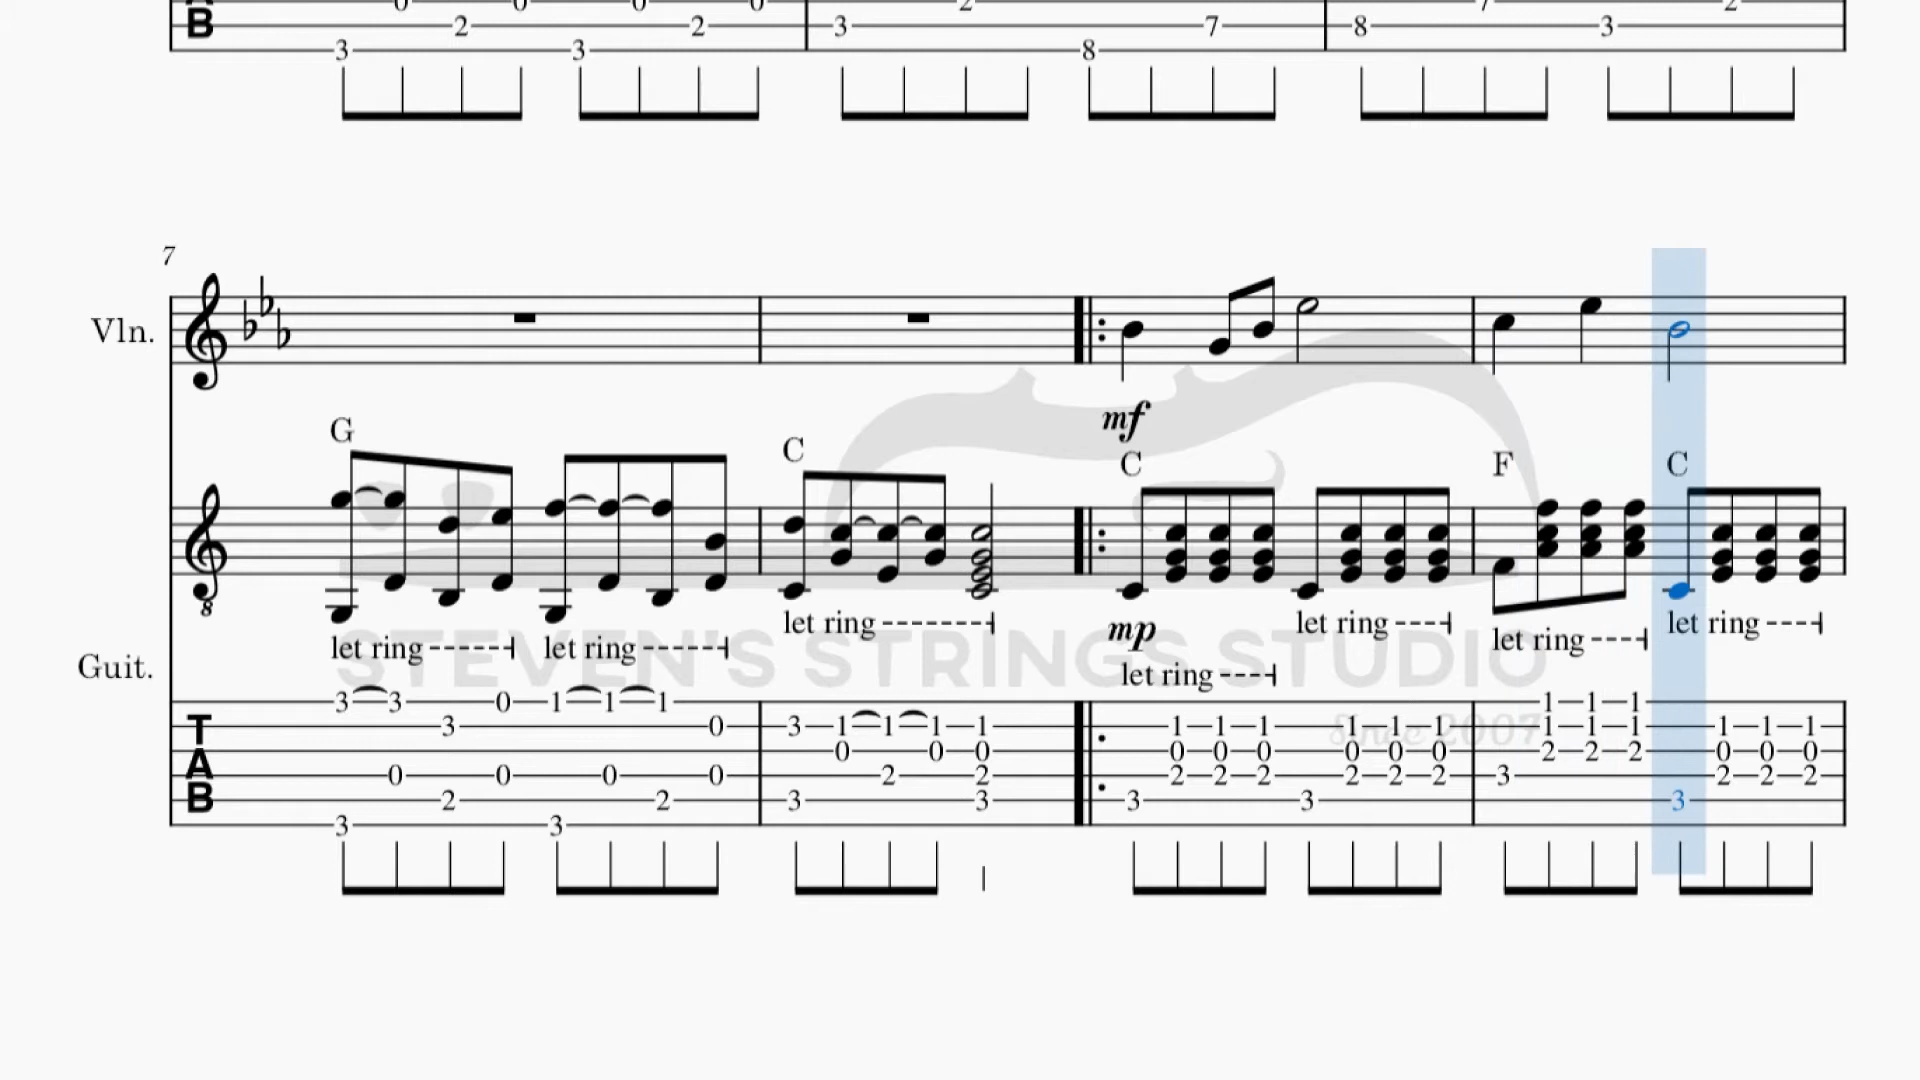 B 3 2 0 3 0 2 0 3 2 8 7 8 7 3 2
7
Vln.
mf
G C C F C
8
mp
let ring let ring let ring let ring let ring let ring let ring
STEVEN'S STRINGS STUDIO
Since 2007
Guit.
3 3 0 1 1 1 1 1 1
T 3 0 3 1 1 1 1 1 1 1 1 1 1 1 1 1 1 1 1
0 0 0 0 0 0 0 0 0 2 2 2 0 0 0
A 0 0 0 0 2 2 2 2 2 2 2 2 3 2 2 2
B 2 2 3 3 3 3 3
3 3